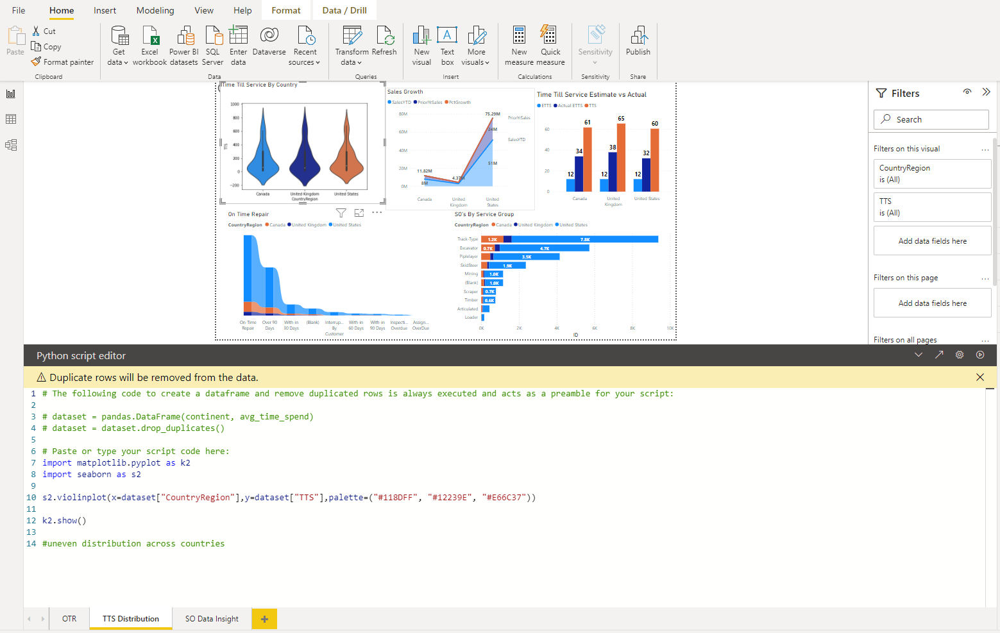 File Home Insert Modeling View Help Format Data / Drill
Paste
Cut
Copy
Format painter
Clipboard
Get data
Excel workbook
Power BI datasets
SQL Server
Enter data
Dataverse
Recent sources
Data
Transform data
Refresh
Queries
New visual
Text box
More visuals
Insert
New measure
Quick measure
Calculations
Sensitivity
Sensitivity
Publish
Share
Time Till Service By Country
1000
800
600
400
200
0
−200
TTS
Canada United Kingdom United States
CountryRegion
Sales Growth
SalesYTD PriorYrSales PctGrowth
80M
60M
40M
20M
0M
11.82M
8M
4.37M
75.29M
24M
51M
PriorYrSales
SalesYTD
Canada United Kingdom United States
Time Till Service Estimate vs Actual
ETTS Actual ETTS TTS
60
40
20
0
12 34 61
12 38 65
12 32 60
Canada United Kingdom United States
On Time Repair
CountryRegion Canada United Kingdom United States
On Time Repair
Over 90 Days
With in 30 Days
(Blank)
Interrup... By Customer
With in 60 Days
With in 90 Days
Inspecti... Overdue
Assign... OverDue
SO's By Service Group
CountryRegion Canada United Kingdom United States
Track-Type 1.2K 7.8K
Excavator 0.7K 4.7K
Piplelayer 3.5K
SkidSteer 1.9K
Mining 1.0K
(Blank) 1.0K
Scraper 0.7K
Timber 0.6K
Articulated
Loader
0K 2K 4K 6K 8K 10K
ID
Filters
Search
Filters on this visual
CountryRegion
is (All)
TTS
is (All)
Add data fields here
Filters on this page
Add data fields here
Filters on all pages
Python script editor
Duplicate rows will be removed from the data.
1 # The following code to create a dataframe and remove duplicated rows is always executed and acts as a preamble for your script:
2
3 # dataset = pandas.DataFrame(continent, avg_time_spend)
4 # dataset = dataset.drop_duplicates()
5
6 # Paste or type your script code here:
7 import matplotlib.pyplot as k2
8 import seaborn as s2
9
10 s2.violinplot(x=dataset["CountryRegion"],y=dataset["TTS"],palette=("#118DFF", "#12239E", "#E66C37"))
11
12 k2.show()
13
14 #uneven distribution across countries
OTR TTS Distribution SO Data Insight +